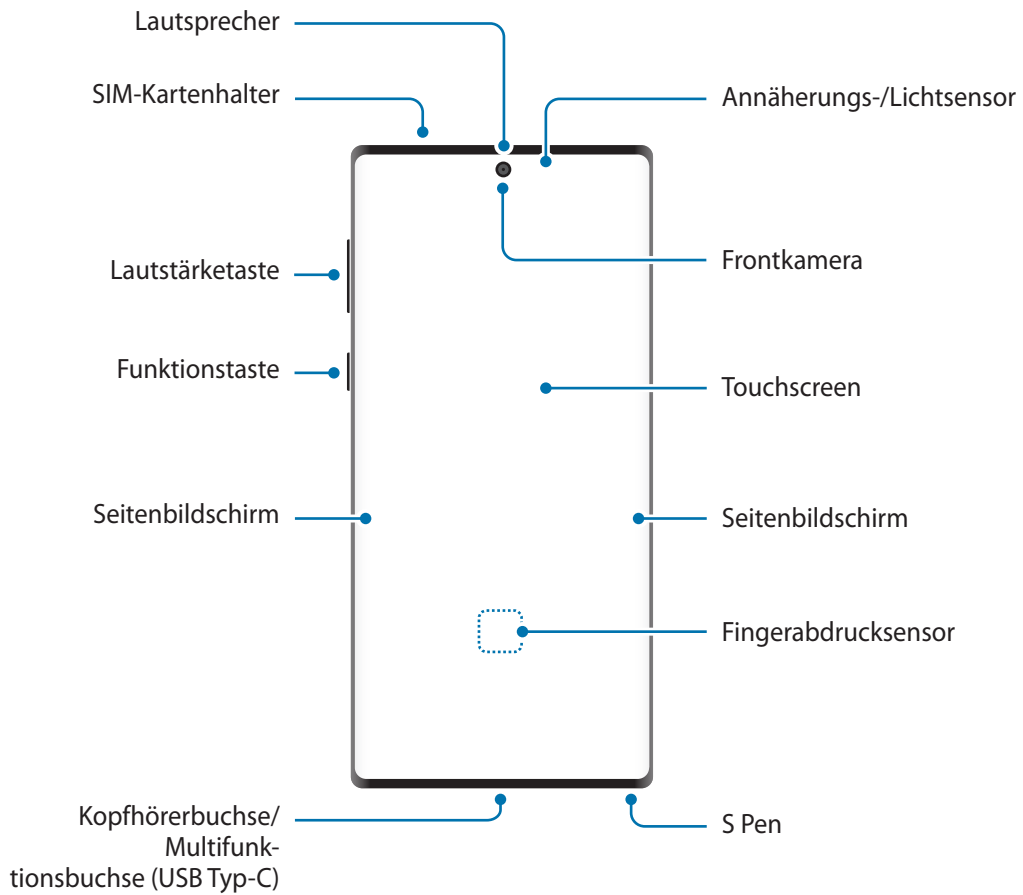 Lautsprecher
SIM-Kartenhalter
Annäherungs-/Lichtsensor
Lautstärketaste
Frontkamera
Funktionstaste
Touchscreen
Seitenbildschirm
Seitenbildschirm
Fingerabdrucksensor
Kopfhörerbuchse/
Multifunk-
tionsbuchse (USB Typ-C)
S Pen